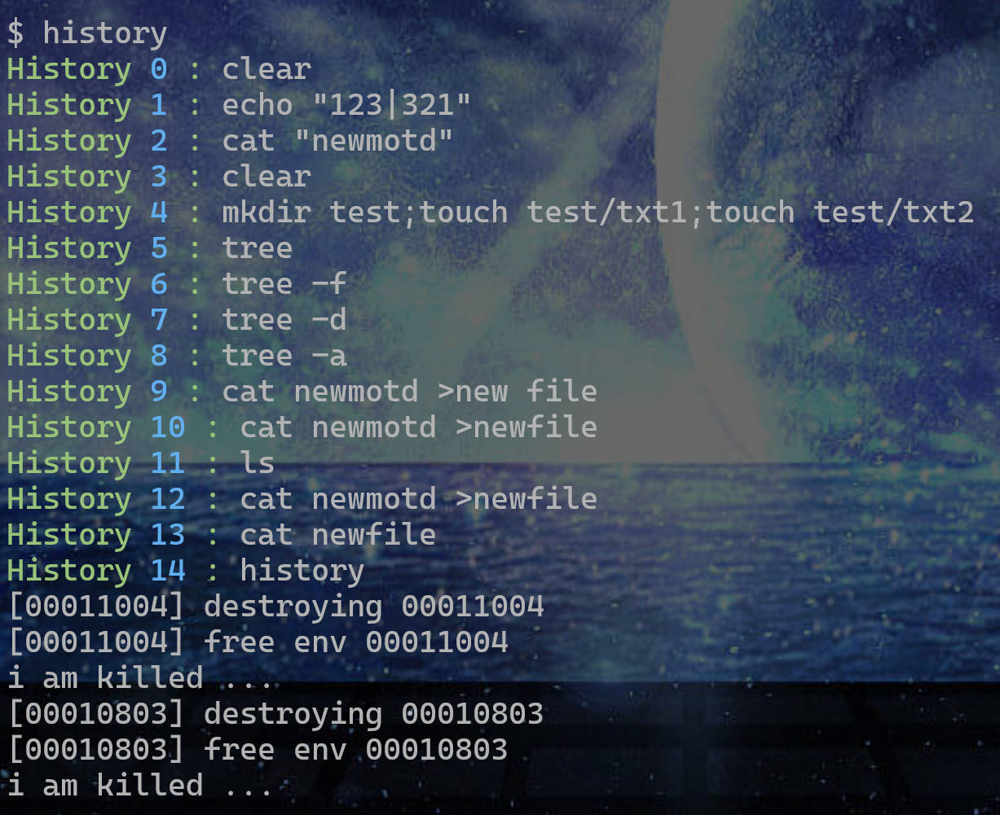 $ history
History 0 : clear
History 1 : echo "123|321"
History 2 : cat "newmotd"
History 3 : clear
History 4 : mkdir test;touch test/txt1;touch test/txt2
History 5 : tree
History 6 : tree -f
History 7 : tree -d
History 8 : tree -a
History 9 : cat newmotd >new file
History 10 : cat newmotd >newfile
History 11 : ls
History 12 : cat newmotd >newfile
History 13 : cat newfile
History 14 : history
[00011004] destroying 00011004
[00011004] free env 00011004
i am killed ...
[00010803] destroying 00010803
[00010803] free env 00010803
i am killed ...